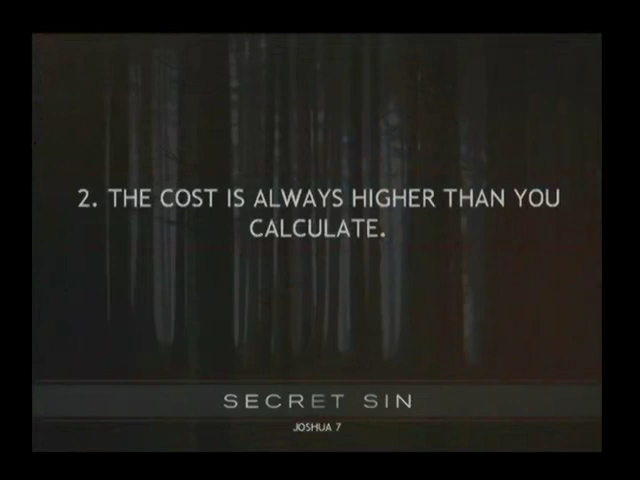 2. THE COST IS ALWAYS HIGHER THAN YOU
CALCULATE.
SECRET SIN
JOSHUA 7